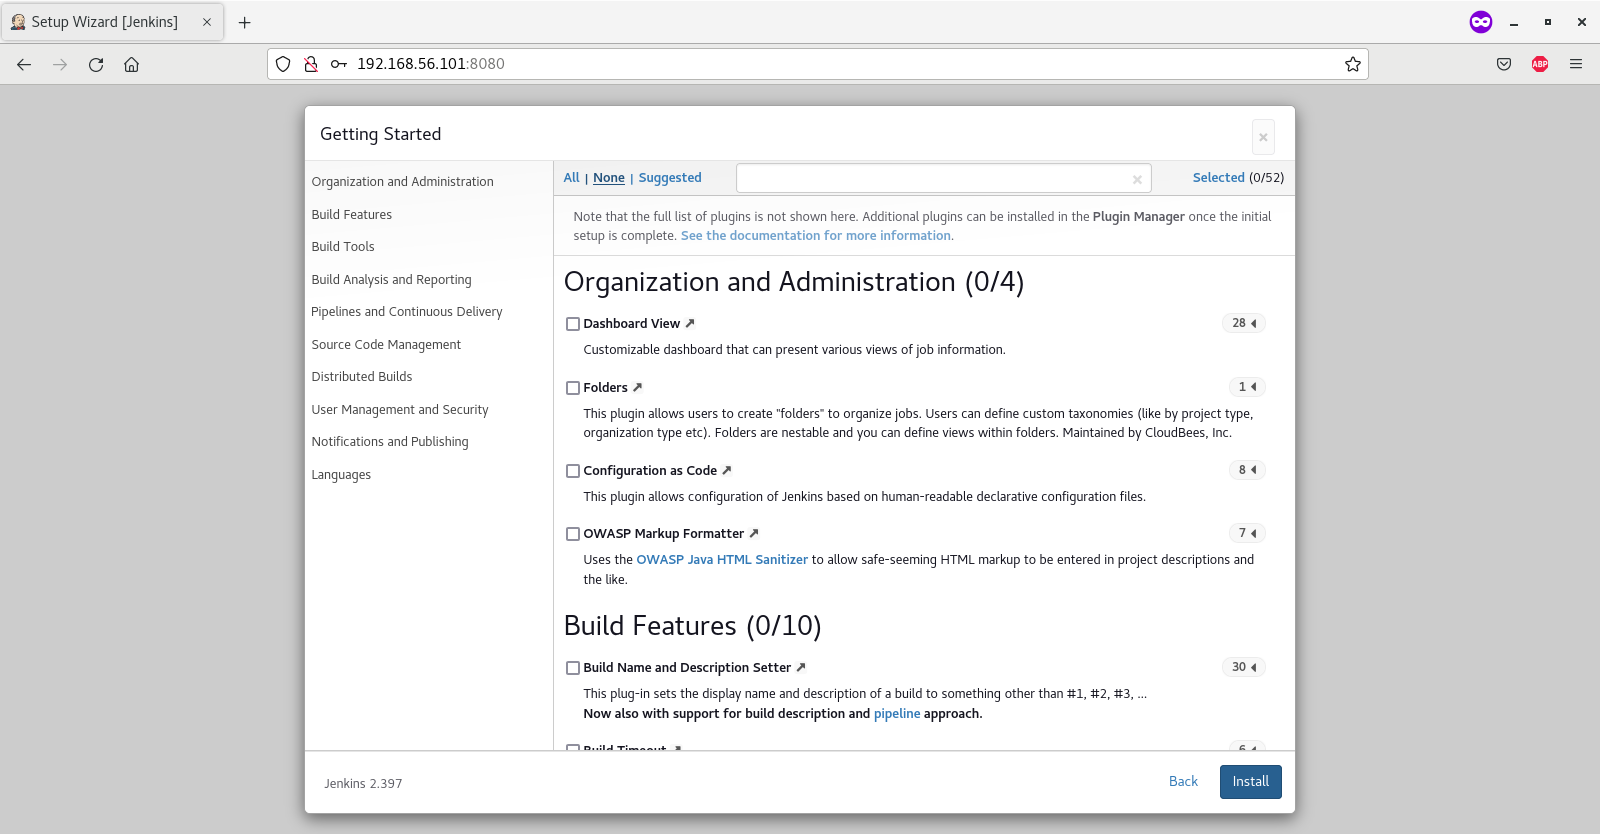 Setup Wizard [Jenkins]
192.168.56.101:8080
ABP
Getting Started
Organization and Administration
Build Features
Build Tools
Build Analysis and Reporting
Pipelines and Continuous Delivery
Source Code Management
Distributed Builds
User Management and Security
Notifications and Publishing
Languages
All | None | Suggested
Selected (0/52)
Note that the full list of plugins is not shown here. Additional plugins can be installed in the Plugin Manager once the initial
setup is complete. See the documentation for more information.
Organization and Administration (0/4)
Dashboard View 28
Customizable dashboard that can present various views of job information.
Folders 1
This plugin allows users to create "folders" to organize jobs. Users can define custom taxonomies (like by project type,
organization type etc). Folders are nestable and you can define views within folders. Maintained by CloudBees, Inc.
Configuration as Code 8
This plugin allows configuration of Jenkins based on human-readable declarative configuration files.
OWASP Markup Formatter 7
Uses the OWASP Java HTML Sanitizer to allow safe-seeming HTML markup to be entered in project descriptions and
the like.
Build Features (0/10)
Build Name and Description Setter 30
This plug-in sets the display name and description of a build to something other than #1, #2, #3, ...
Now also with support for build description and pipeline approach.
Build Timeout 6
Jenkins 2.397
Back
Install